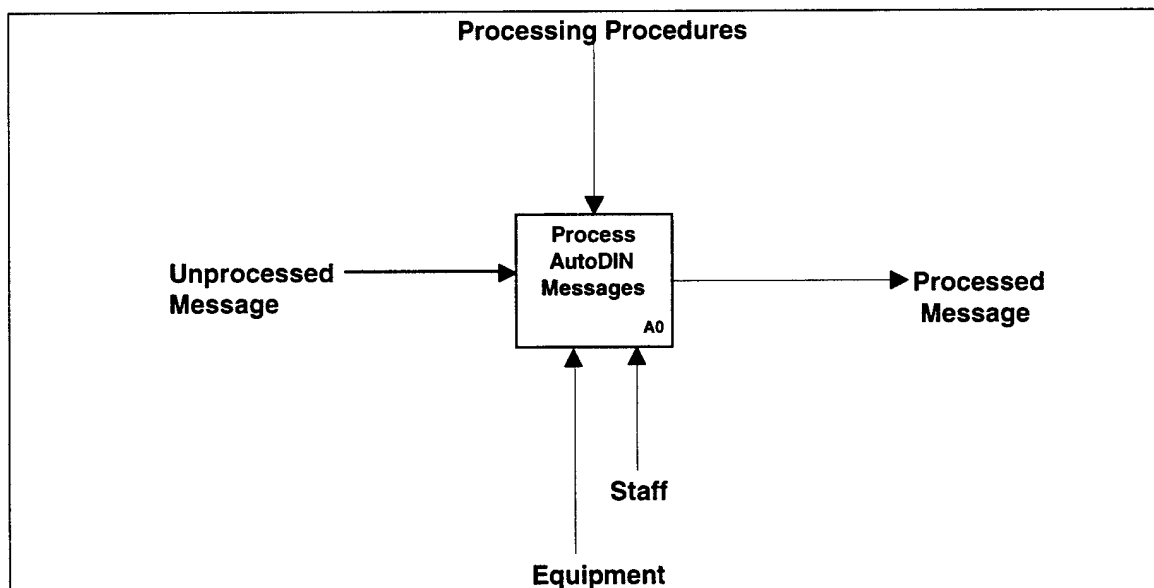 Processing Procedures
Process
AutoDIN
Messages
A0
Unprocessed
Message
Processed
Message
Staff
Equipment